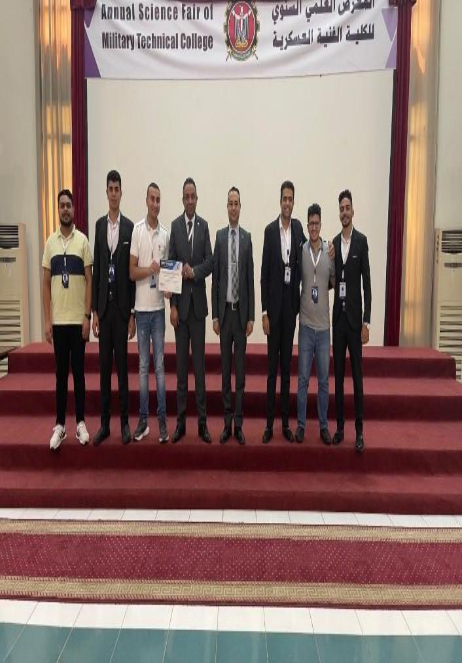 Annual Science Fair of
Military Technical College
المعرض العلمي السنوي
للكلية الفنية العسكرية